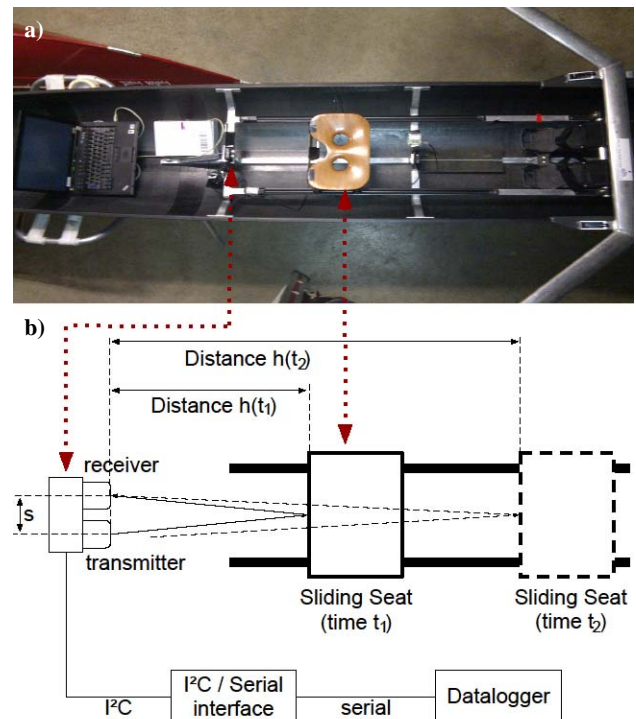 a)
b)
Distance h(t₂)
Distance h(t₁)
receiver
s
transmitter
Sliding Seat
(time t₁)
Sliding Seat
(time t₂)
I²C
I²C / Serial
interface
serial
Datalogger